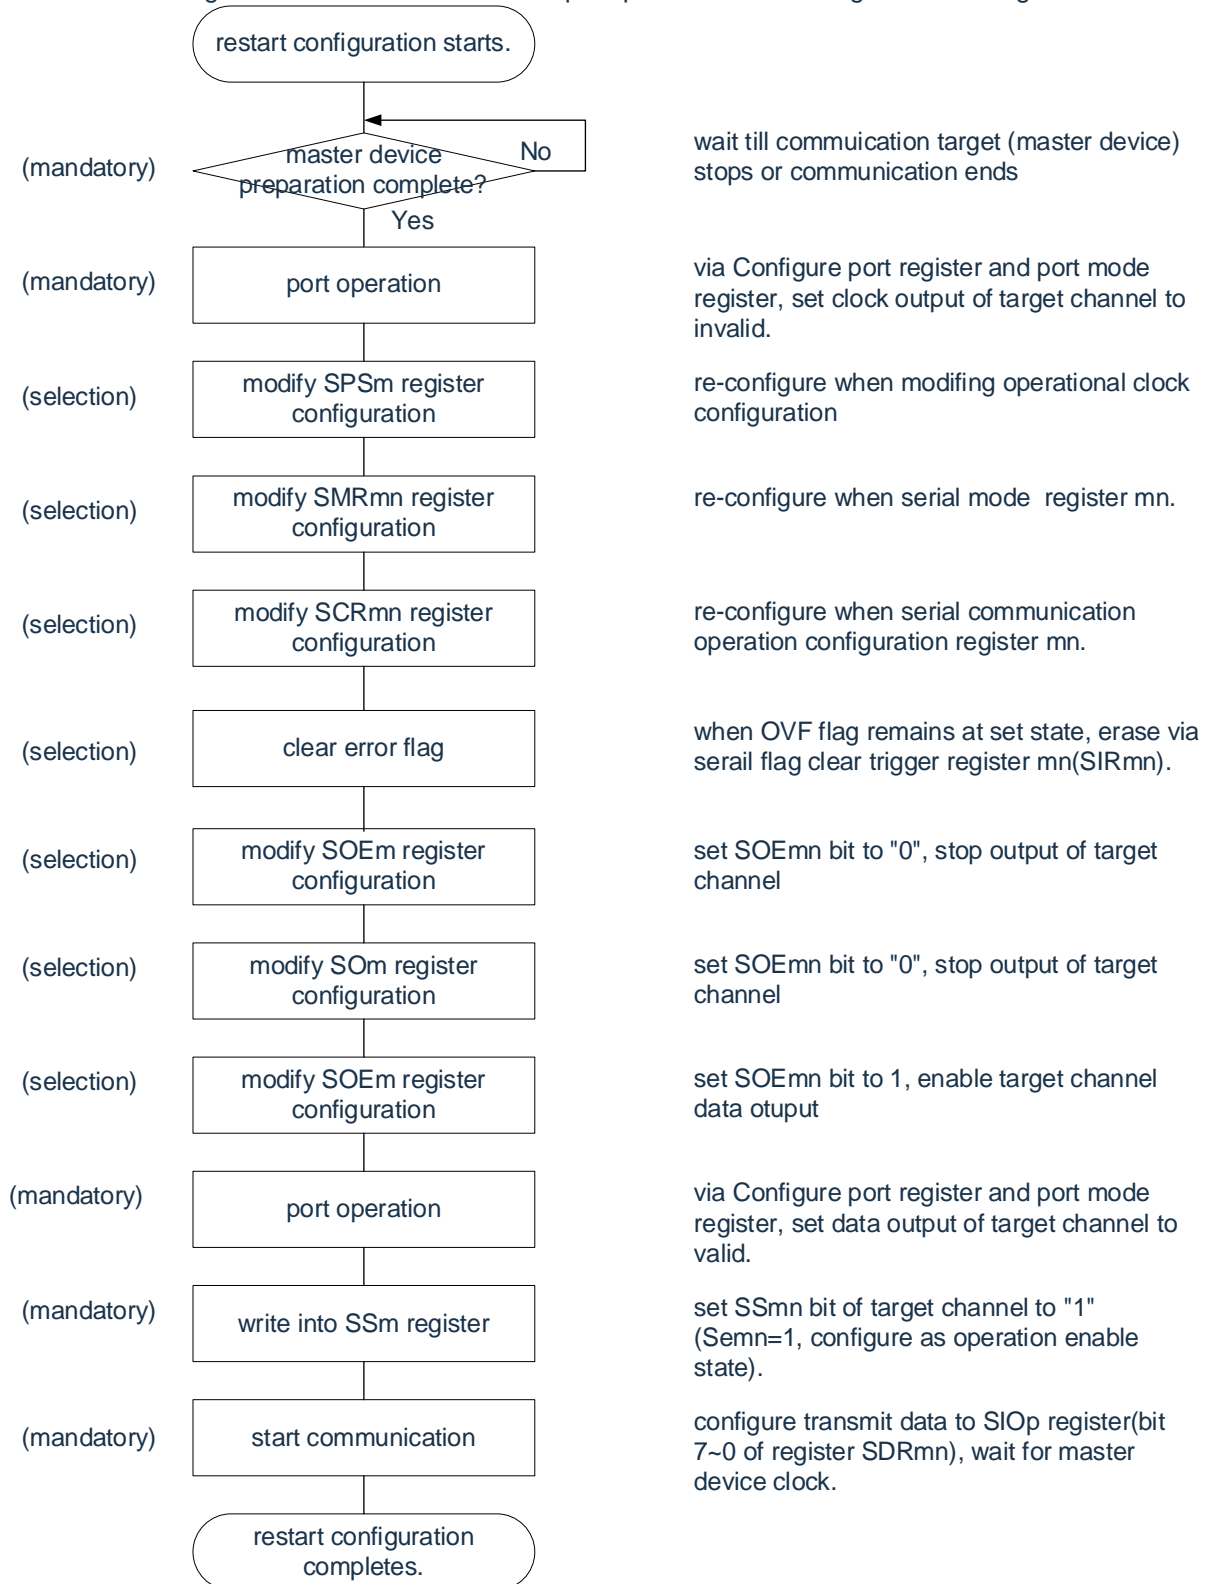 restart configuration starts.
(mandatory)
master device
preparation complete?
No
Yes
wait till commuication target (master device)
stops or communication ends
(mandatory)
port operation
via Configure port register and port mode
register, set clock output of target channel to
invalid.
(selection)
modify SPSm register
configuration
re-configure when modifing operational clock
configuration
(selection)
modify SMRmn register
configuration
re-configure when serial mode  register mn.
(selection)
modify SCRmn register
configuration
re-configure when serial communication
operation configuration register mn.
(selection)
clear error flag
when OVF flag remains at set state, erase via
serail flag clear trigger register mn(SIRmn).
(selection)
modify SOEm register
configuration
set SOEmn bit to "0", stop output of target
channel
(selection)
modify SOm register
configuration
set SOEmn bit to "0", stop output of target
channel
(selection)
modify SOEm register
configuration
set SOEmn bit to 1, enable target channel
data otuput
(mandatory)
port operation
via Configure port register and port mode
register, set data output of target channel to
valid.
(mandatory)
write into SSm register
set SSmn bit of target channel to "1"
(Semn=1, configure as operation enable
state).
(mandatory)
start communication
configure transmit data to SIOp register(bit
7~0 of register SDRmn), wait for master
device clock.
restart configuration
completes.